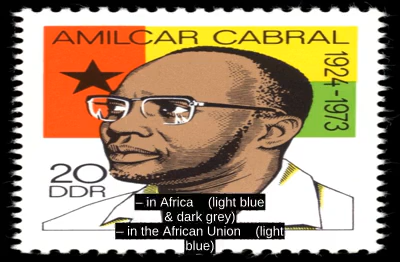 AMILCAR CABRAL
1924-1973
20
DDR
– in Africa (light blue
& dark grey)
– in the African Union (light
blue)